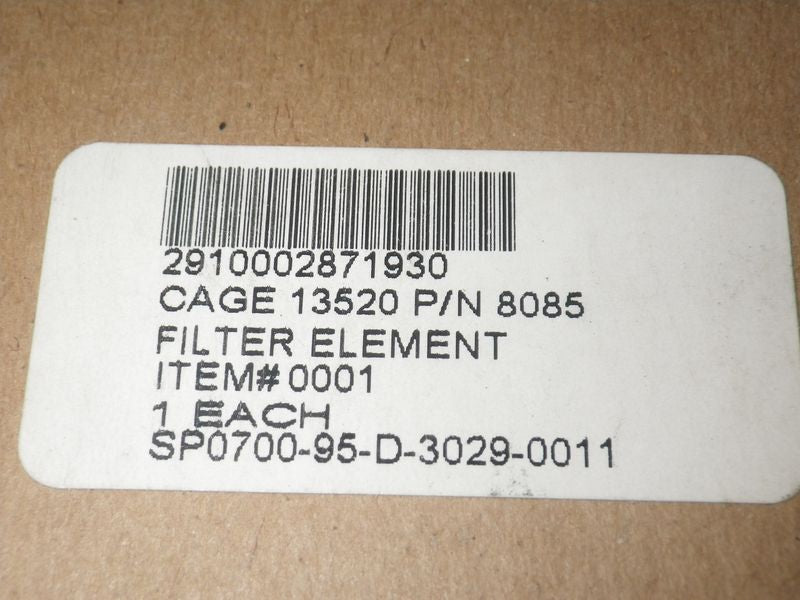 2910002871930
CAGE 13520 P/N 8085
FILTER ELEMENT
ITEM# 0001
1 EACH
SP0700-95-D-3029-0011